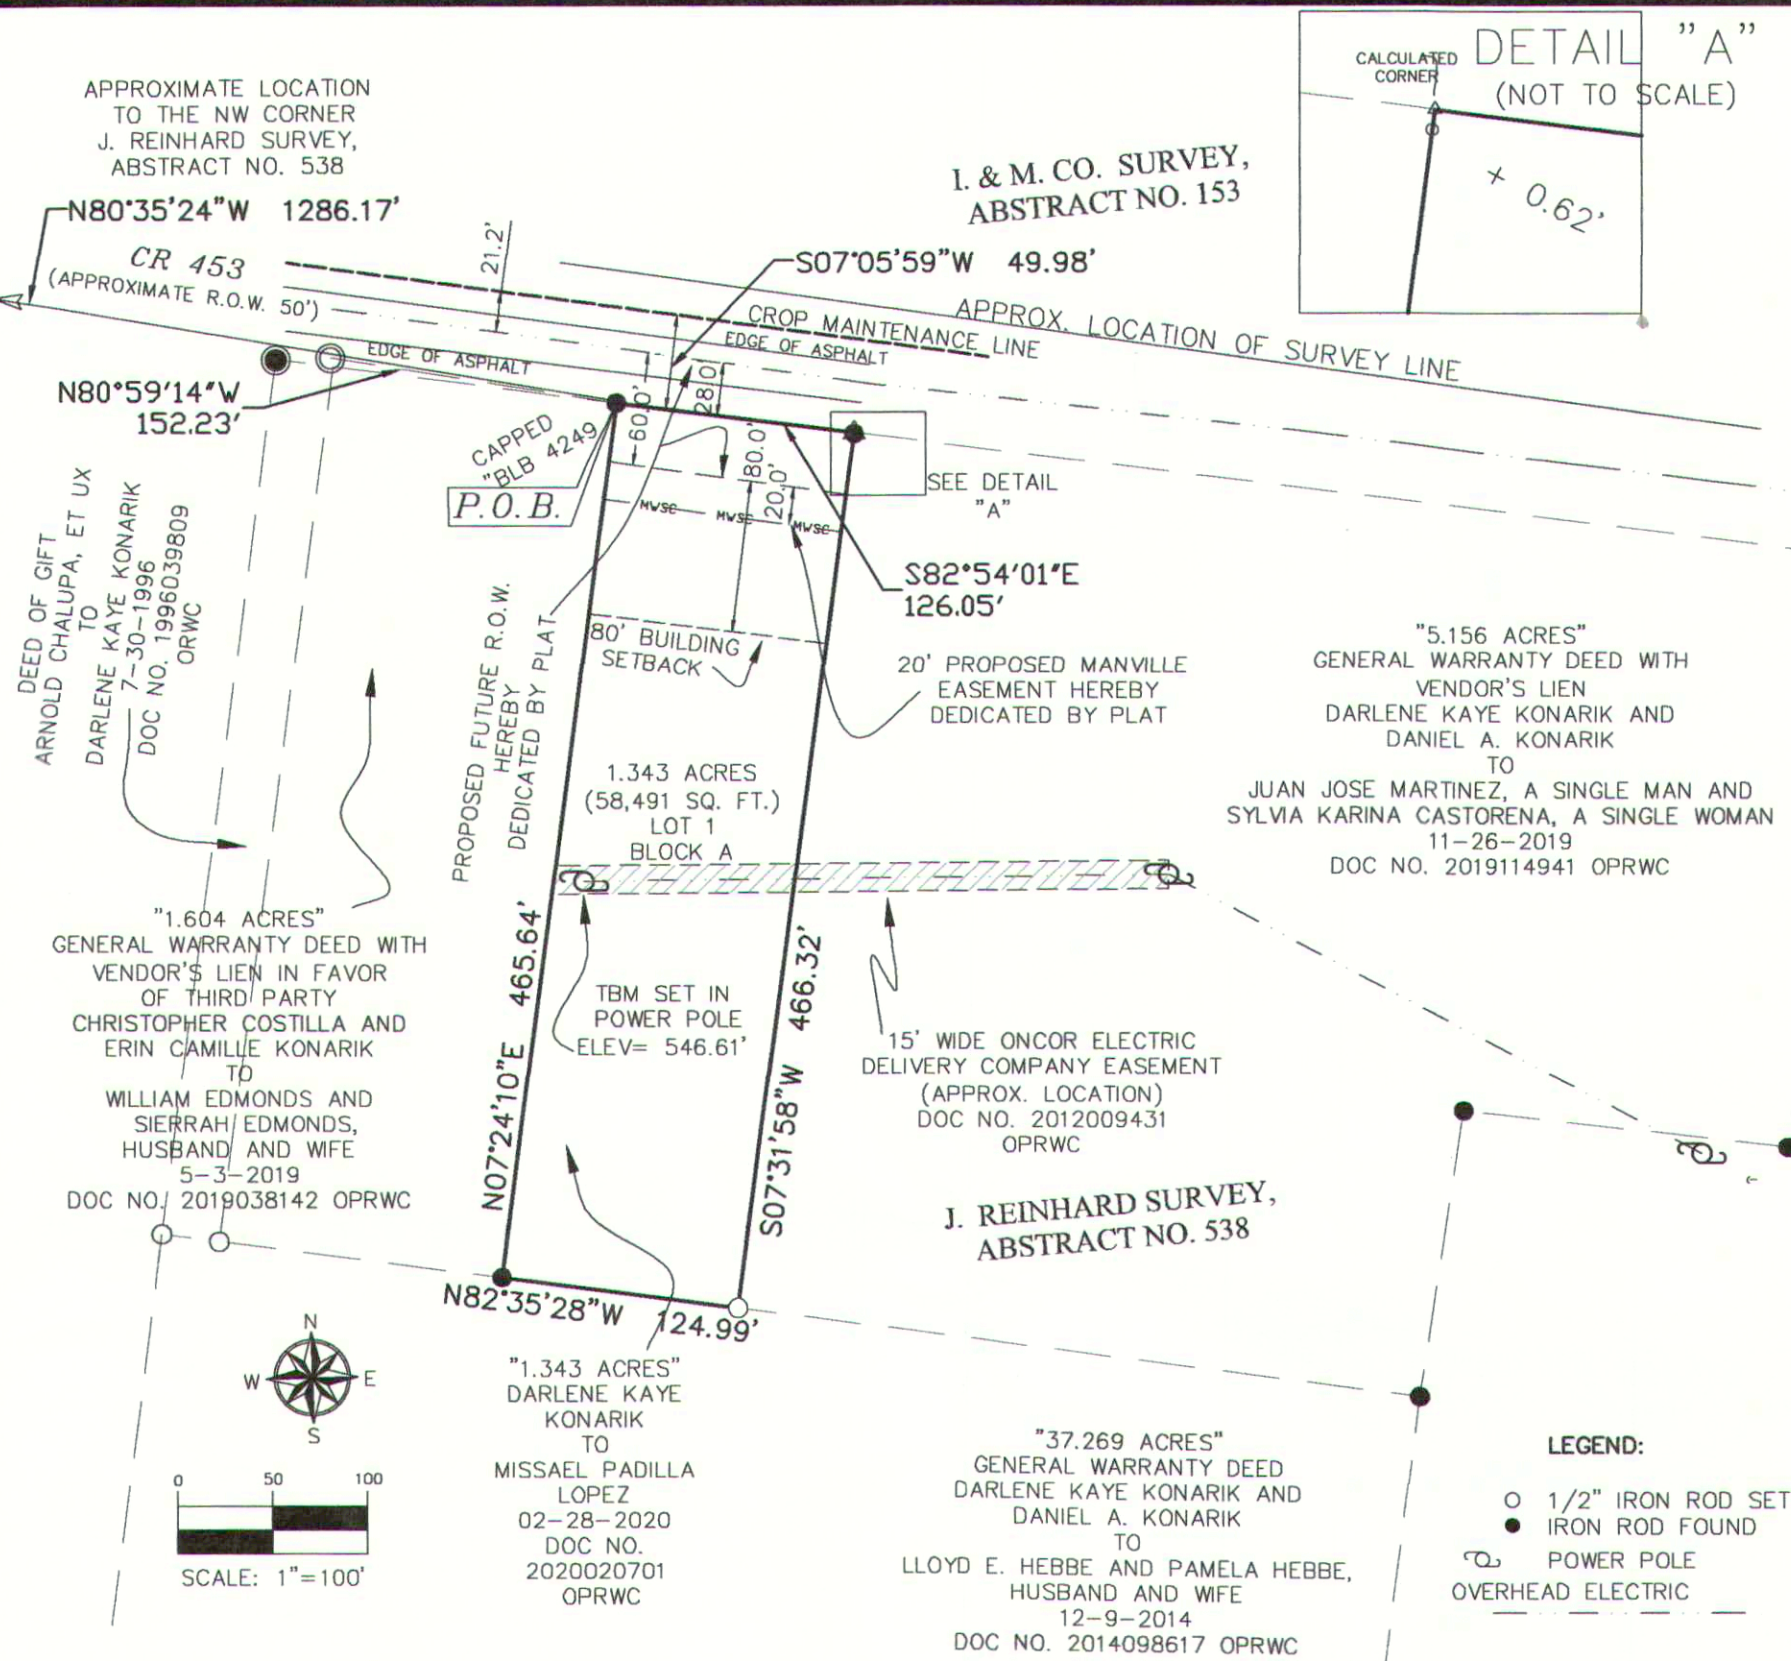 DETAIL "A"
(NOT TO SCALE)
CALCULATED
CORNER
+ 0.62'
APPROXIMATE LOCATION
TO THE NW CORNER
J. REINHARD SURVEY,
ABSTRACT NO. 538
N80°35'24"W 1286.17'
CR 453
(APPROXIMATE R.O.W. 50')
21.2'
I. & M. CO. SURVEY,
ABSTRACT NO. 153
S07°05'59"W 49.98'
APPROX. LOCATION OF SURVEY LINE
CROP MAINTENANCE LINE
EDGE OF ASPHALT
EDGE OF ASPHALT
N80°59'14"W
152.23'
CAPPED
"BLB 4249
P.O.B.
60.0'
28.0'
80.0'
20.0'
MWSC
MWSC
MWSC
SEE DETAIL
"A"
S82°54'01"E
126.05'
DEED OF GIFT
ARNOLD CHALUPA, ET UX
TO
DARLENE KAYE KONARIK
7-30-1996
DOC NO. 1996039809
ORWC
PROPOSED FUTURE R.O.W.
HEREBY
DEDICATED BY PLAT
80' BUILDING
SETBACK
20' PROPOSED MANVILLE
EASEMENT HEREBY
DEDICATED BY PLAT
"5.156 ACRES"
GENERAL WARRANTY DEED WITH
VENDOR'S LIEN
DARLENE KAYE KONARIK AND
DANIEL A. KONARIK
TO
JUAN JOSE MARTINEZ, A SINGLE MAN AND
SYLVIA KARINA CASTORENA, A SINGLE WOMAN
11-26-2019
DOC NO. 2019114941 OPRWC
1.343 ACRES
(58,491 SQ. FT.)
LOT 1
BLOCK A
"1.604 ACRES"
GENERAL WARRANTY DEED WITH
VENDOR'S LIEN IN FAVOR
OF THIRD PARTY
CHRISTOPHER COSTILLA AND
ERIN CAMILLE KONARIK
TO
WILLIAM EDMONDS AND
SIERRAH EDMONDS,
HUSBAND AND WIFE
5-3-2019
DOC NO. 2019038142 OPRWC
N07°24'10"E 465.64'
TBM SET IN
POWER POLE
ELEV= 546.61'
S07°31'58"W 466.32'
15' WIDE ONCOR ELECTRIC
DELIVERY COMPANY EASEMENT
(APPROX. LOCATION)
DOC NO. 2012009431
OPRWC
J. REINHARD SURVEY,
ABSTRACT NO. 538
N82°35'28"W 124.99'
N
W
E
S
0 50 100
SCALE: 1"=100'
"1.343 ACRES"
DARLENE KAYE
KONARIK
TO
MISSAEL PADILLA
LOPEZ
02-28-2020
DOC NO.
2020020701
OPRWC
"37.269 ACRES"
GENERAL WARRANTY DEED
DARLENE KAYE KONARIK AND
DANIEL A. KONARIK
TO
LLOYD E. HEBBE AND PAMELA HEBBE,
HUSBAND AND WIFE
12-9-2014
DOC NO. 2014098617 OPRWC
LEGEND:
1/2" IRON ROD SET
IRON ROD FOUND
POWER POLE
OVERHEAD ELECTRIC